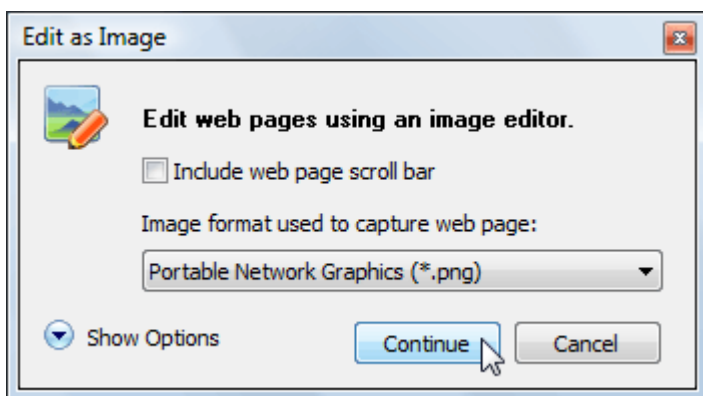 Edit as Image
Edit web pages using an image editor.
Include web page scroll bar
Image format used to capture web page:
Portable Network Graphics (*.png)
Show Options
Continue
Cancel